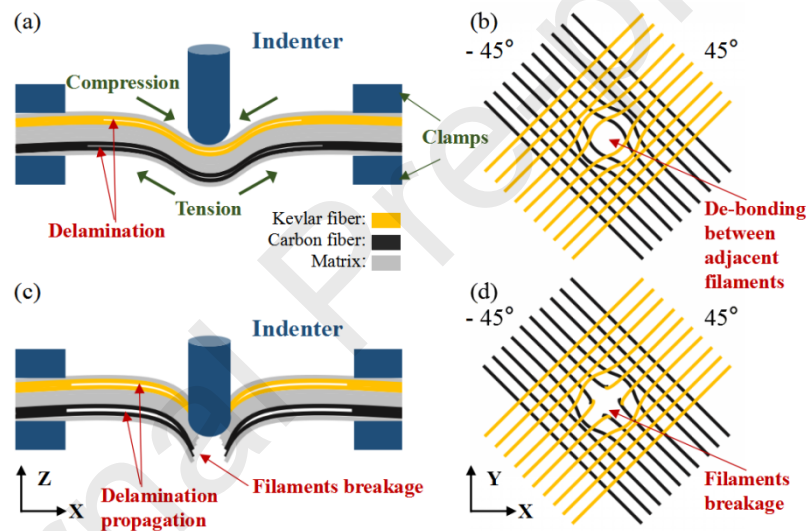 (a)
Indenter
Compression
Clamps
Tension
Delamination
Kevlar fiber:
Carbon fiber:
Matrix:
(b)
- 45°
45°
De-bonding
between
adjacent
filaments
(c)
Indenter
Z
X
Delamination
propagation
Filaments breakage
(d)
- 45°
45°
Y
X
Filaments
breakage